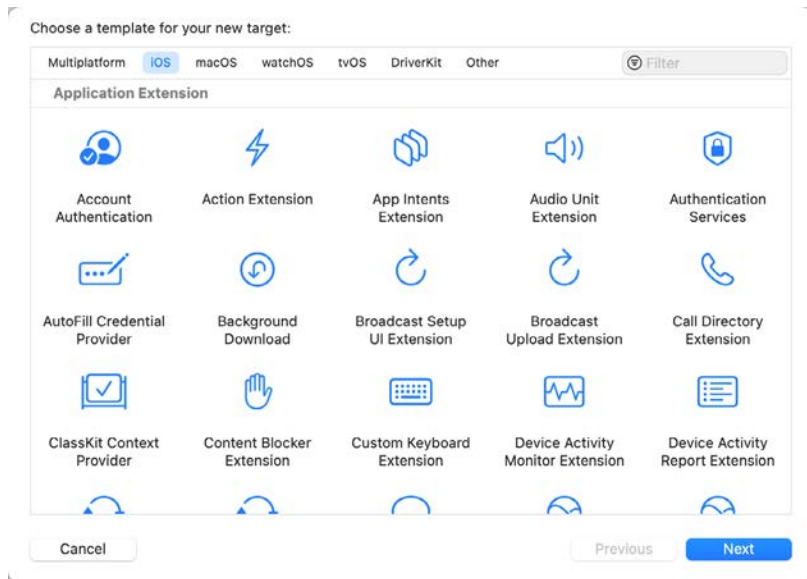 Choose a template for your new target:
Multiplatform iOS macOS watchOS tvOS DriverKit Other Filter
Application Extension
Account Authentication
Action Extension
App Intents Extension
Audio Unit Extension
Authentication Services
AutoFill Credential Provider
Background Download
Broadcast Setup UI Extension
Broadcast Upload Extension
Call Directory Extension
ClassKit Context Provider
Content Blocker Extension
Custom Keyboard Extension
Device Activity Monitor Extension
Device Activity Report Extension
Cancel Previous Next